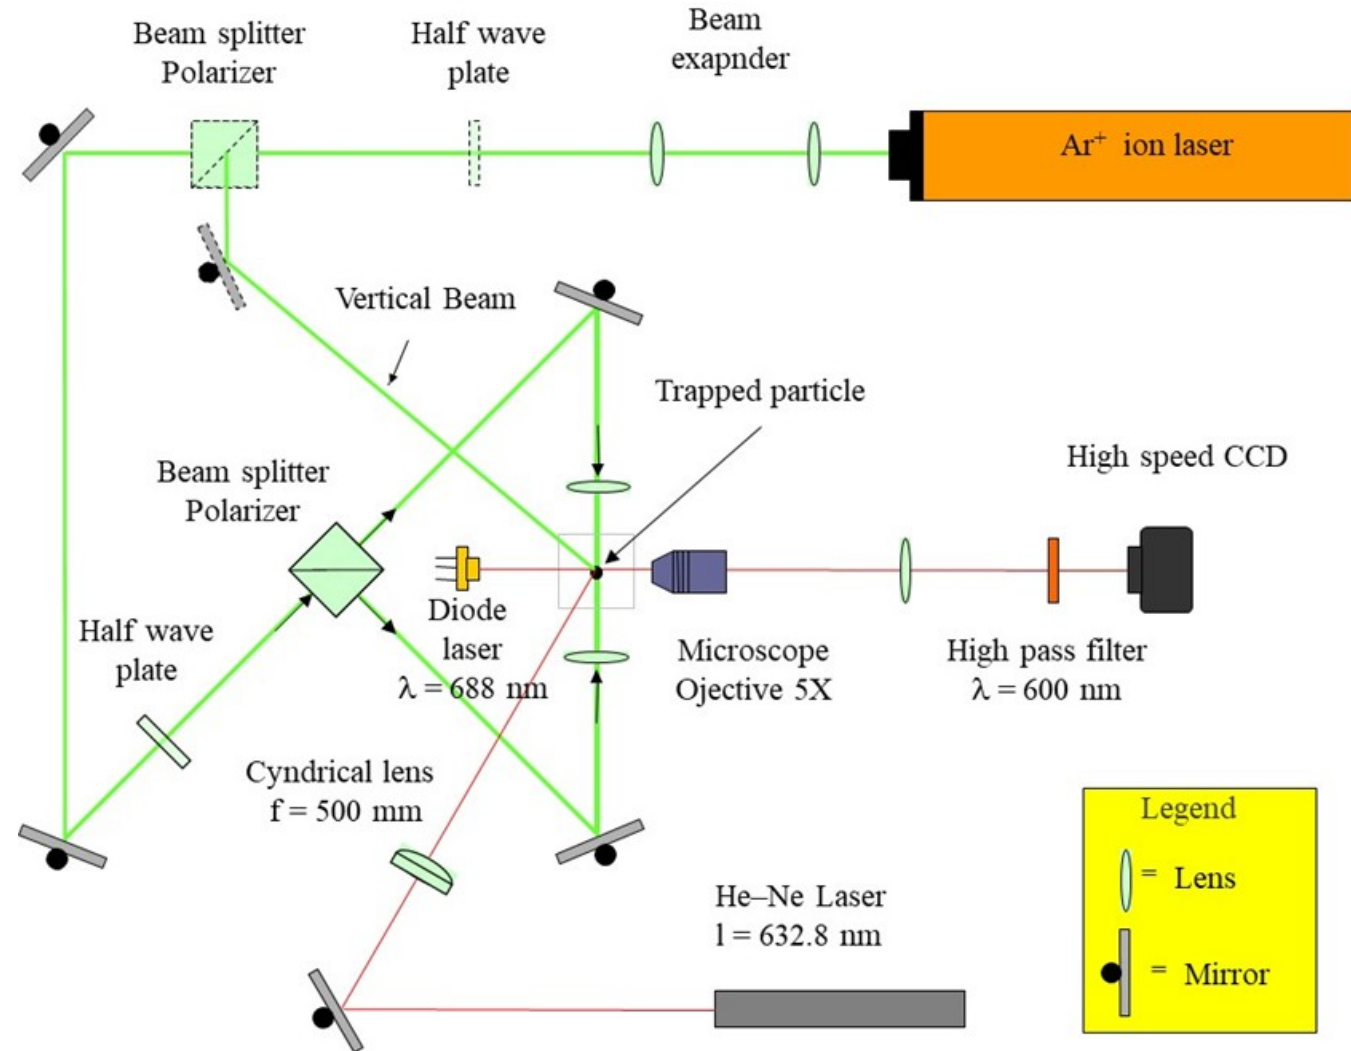 Beam splitter
Polarizer
Half wave
plate
Beam
exapnder
Ar⁺ ion laser
Vertical Beam
Trapped particle
High speed CCD
Beam splitter
Polarizer
Diode
laser
λ = 688 nm
Half wave
plate
Microscope
Ojective 5X
High pass filter
λ = 600 nm
Cyndrical lens
f = 500 mm
He–Ne Laser
l = 632.8 nm
Legend
= Lens
= Mirror